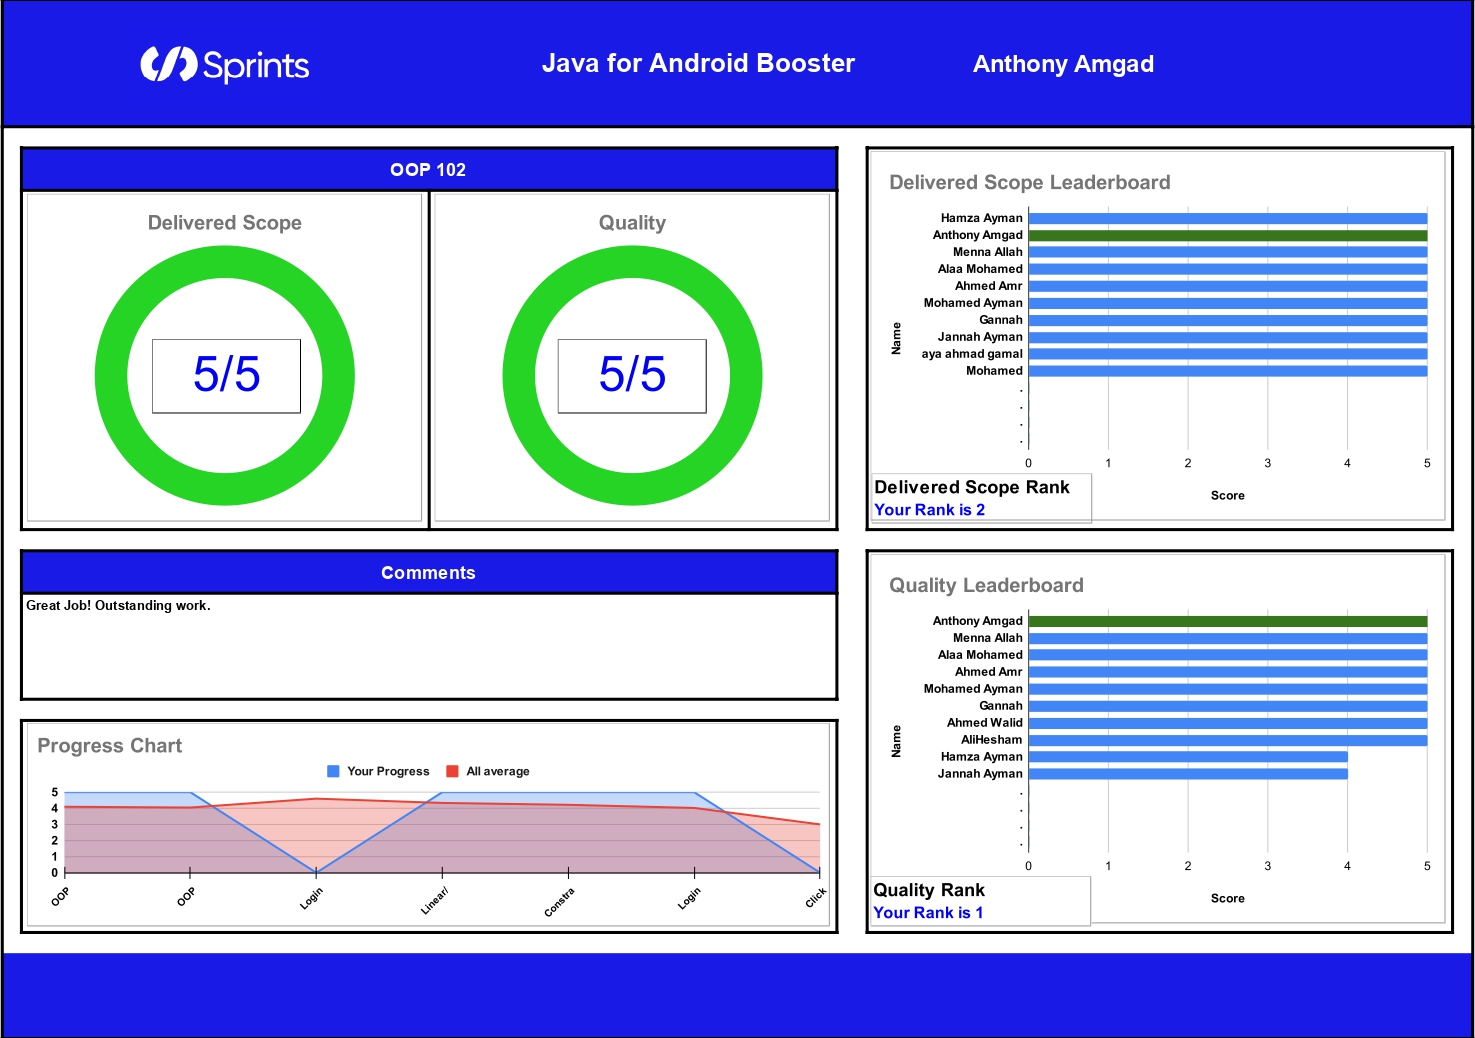 Sprints
Java for Android Booster
Anthony Amgad
OOP 102
Delivered Scope
5/5
Quality
5/5
Comments
Great Job! Outstanding work.
Progress Chart
Your Progress
All average
5
4
3
2
1
0
OOP
OOP
Login
Linear/
Constra
Login
Click
Delivered Scope Leaderboard
Name
Hamza Ayman
Anthony Amgad
Menna Allah
Alaa Mohamed
Ahmed Amr
Mohamed Ayman
Gannah
Jannah Ayman
aya ahmad gamal
Mohamed
.
.
.
.
0 1 2 3 4 5
Score
Delivered Scope Rank
Your Rank is 2
Quality Leaderboard
Name
Anthony Amgad
Menna Allah
Alaa Mohamed
Ahmed Amr
Mohamed Ayman
Gannah
Ahmed Walid
AliHesham
Hamza Ayman
Jannah Ayman
.
.
.
.
0 1 2 3 4 5
Score
Quality Rank
Your Rank is 1